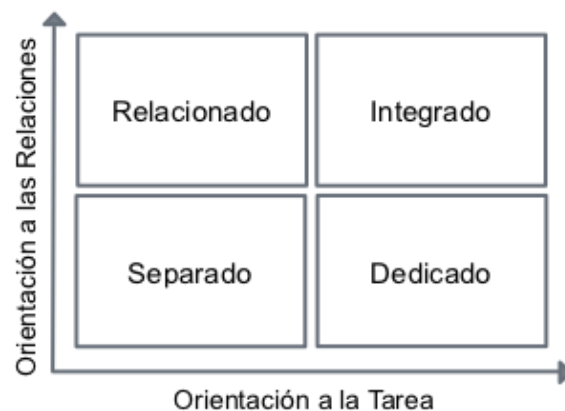 Orientación a las Relaciones
Relacionado
Integrado
Separado
Dedicado
Orientación a la Tarea